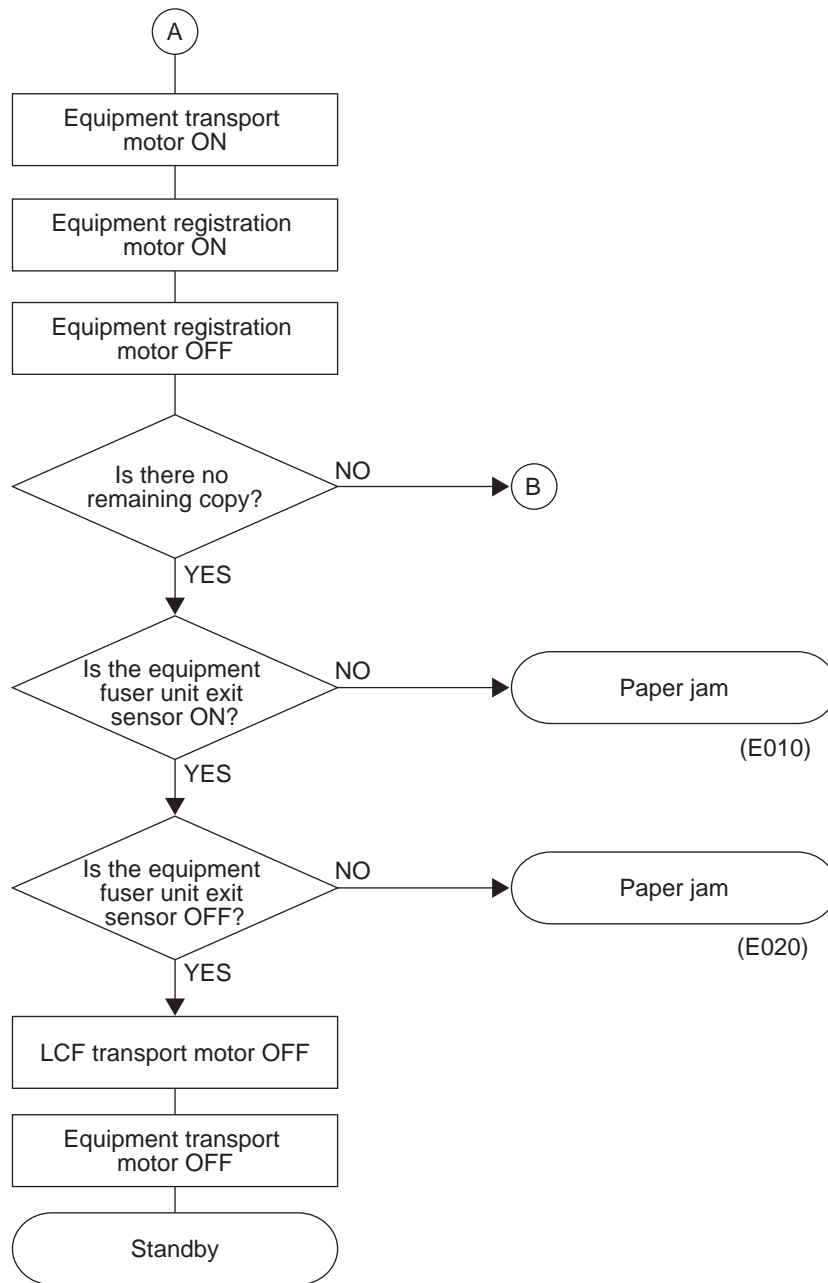 A
Equipment transport
motor ON
Equipment registration
motor ON
Equipment registration
motor OFF
Is there no
remaining copy?
NO
B
YES
Is the equipment
fuser unit exit
sensor ON?
NO
Paper jam
(E010)
YES
Is the equipment
fuser unit exit
sensor OFF?
NO
Paper jam
(E020)
YES
LCF transport motor OFF
Equipment transport
motor OFF
Standby